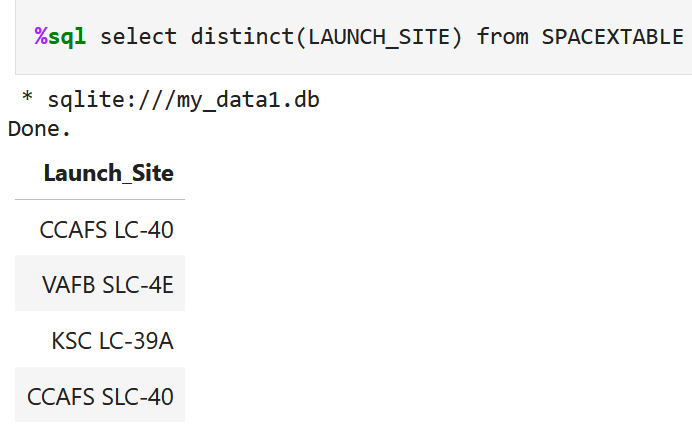 %sql select distinct(LAUNCH_SITE) from SPACEXTABLE
* sqlite:///my_data1.db
Done.
Launch_Site
CCAFS LC-40
VAFB SLC-4E
KSC LC-39A
CCAFS SLC-40